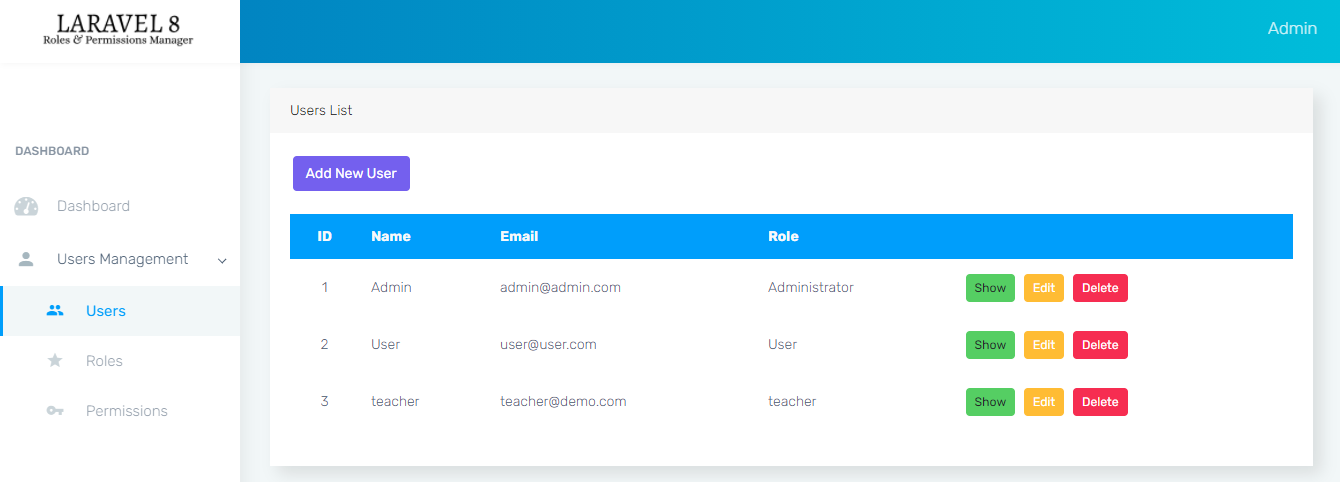 LARAVEL 8
Roles & Permissions Manager
Admin
DASHBOARD
Dashboard
Users Management
Users
Roles
Permissions
Users List
Add New User
ID Name Email Role
1 Admin admin@admin.com Administrator Show Edit Delete
2 User user@user.com User Show Edit Delete
3 teacher teacher@demo.com teacher Show Edit Delete